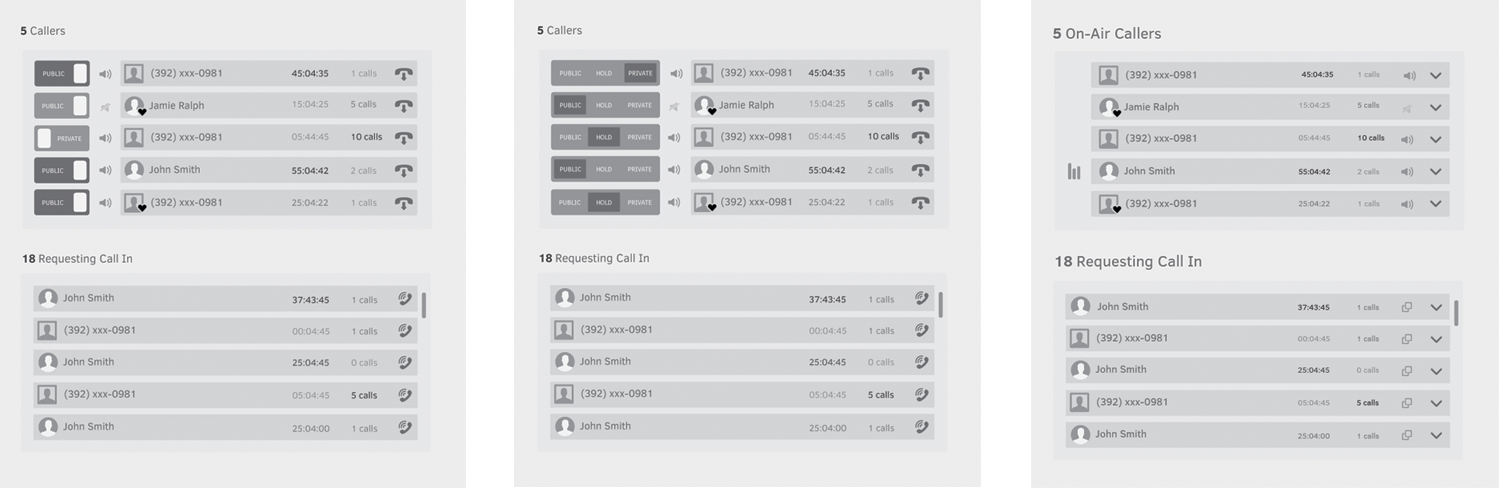 5 Callers
PUBLIC (392) xxx-0981 45:04:35 1 calls
PUBLIC Jamie Ralph 15:04:25 5 calls
PRIVATE (392) xxx-0981 05:44:45 10 calls
PUBLIC John Smith 55:04:42 2 calls
PUBLIC (392) xxx-0981 25:04:22 1 calls
18 Requesting Call In
John Smith 37:43:45 1 calls
(392) xxx-0981 00:04:45 1 calls
John Smith 25:04:45 0 calls
(392) xxx-0981 05:04:45 5 calls
John Smith 25:04:00 1 calls
5 Callers
PUBLIC HOLD PRIVATE (392) xxx-0981 45:04:35 1 calls
PUBLIC HOLD PRIVATE Jamie Ralph 15:04:25 5 calls
PUBLIC HOLD PRIVATE (392) xxx-0981 05:44:45 10 calls
PUBLIC HOLD PRIVATE John Smith 55:04:42 2 calls
PUBLIC HOLD PRIVATE (392) xxx-0981 25:04:22 1 calls
18 Requesting Call In
John Smith 37:43:45 1 calls
(392) xxx-0981 00:04:45 1 calls
John Smith 25:04:45 0 calls
(392) xxx-0981 05:04:45 5 calls
John Smith 25:04:00 1 calls
5 On-Air Callers
(392) xxx-0981 45:04:35 1 calls
Jamie Ralph 15:04:25 5 calls
(392) xxx-0981 05:44:45 10 calls
John Smith 55:04:42 2 calls
(392) xxx-0981 25:04:22 1 calls
18 Requesting Call In
John Smith 37:43:45 1 calls
(392) xxx-0981 00:04:45 1 calls
John Smith 25:04:45 0 calls
(392) xxx-0981 05:04:45 5 calls
John Smith 25:04:00 1 calls